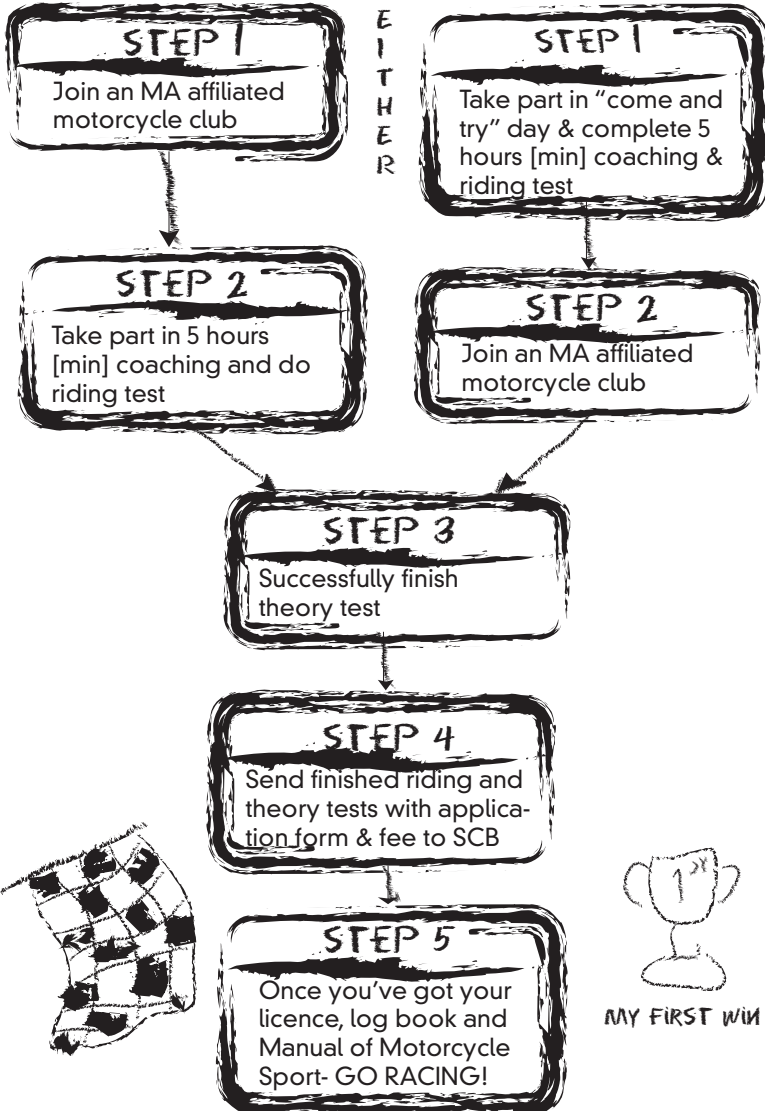 STEP 1
Join an MA affiliated
motorcycle club
EITHER
STEP 1
Take part in “come and
try” day & complete 5
hours [min] coaching &
riding test
STEP 2
Take part in 5 hours
[min] coaching and do
riding test
STEP 2
Join an MA affiliated
motorcycle club
STEP 3
Successfully finish
theory test
STEP 4
Send finished riding and
theory tests with applica-
tion form & fee to SCB
STEP 5
Once you’ve got your
licence, log book and
Manual of Motorcycle
Sport- GO RACING!
MY FIRST WIN